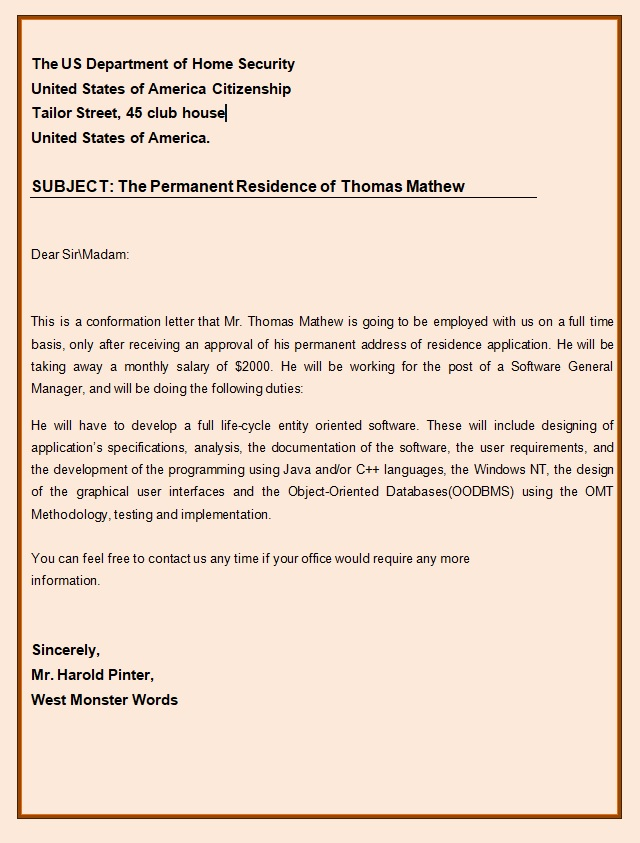 The US Department of Home Security
United States of America Citizenship
Tailor Street, 45 club house
United States of America.
SUBJECT: The Permanent Residence of Thomas Mathew
Dear Sir\Madam:
This is a conformation letter that Mr. Thomas Mathew is going to be employed with us on a full time
basis, only after receiving an approval of his permanent address of residence application. He will be
taking away a monthly salary of $2000. He will be working for the post of a Software General
Manager, and will be doing the following duties:
He will have to develop a full life-cycle entity oriented software. These will include designing of
application’s specifications, analysis, the documentation of the software, the user requirements, and
the development of the programming using Java and/or C++ languages, the Windows NT, the design
of the graphical user interfaces and the Object-Oriented Databases(OODBMS) using the OMT
Methodology, testing and implementation.
You can feel free to contact us any time if your office would require any more
information.
Sincerely,
Mr. Harold Pinter,
West Monster Words